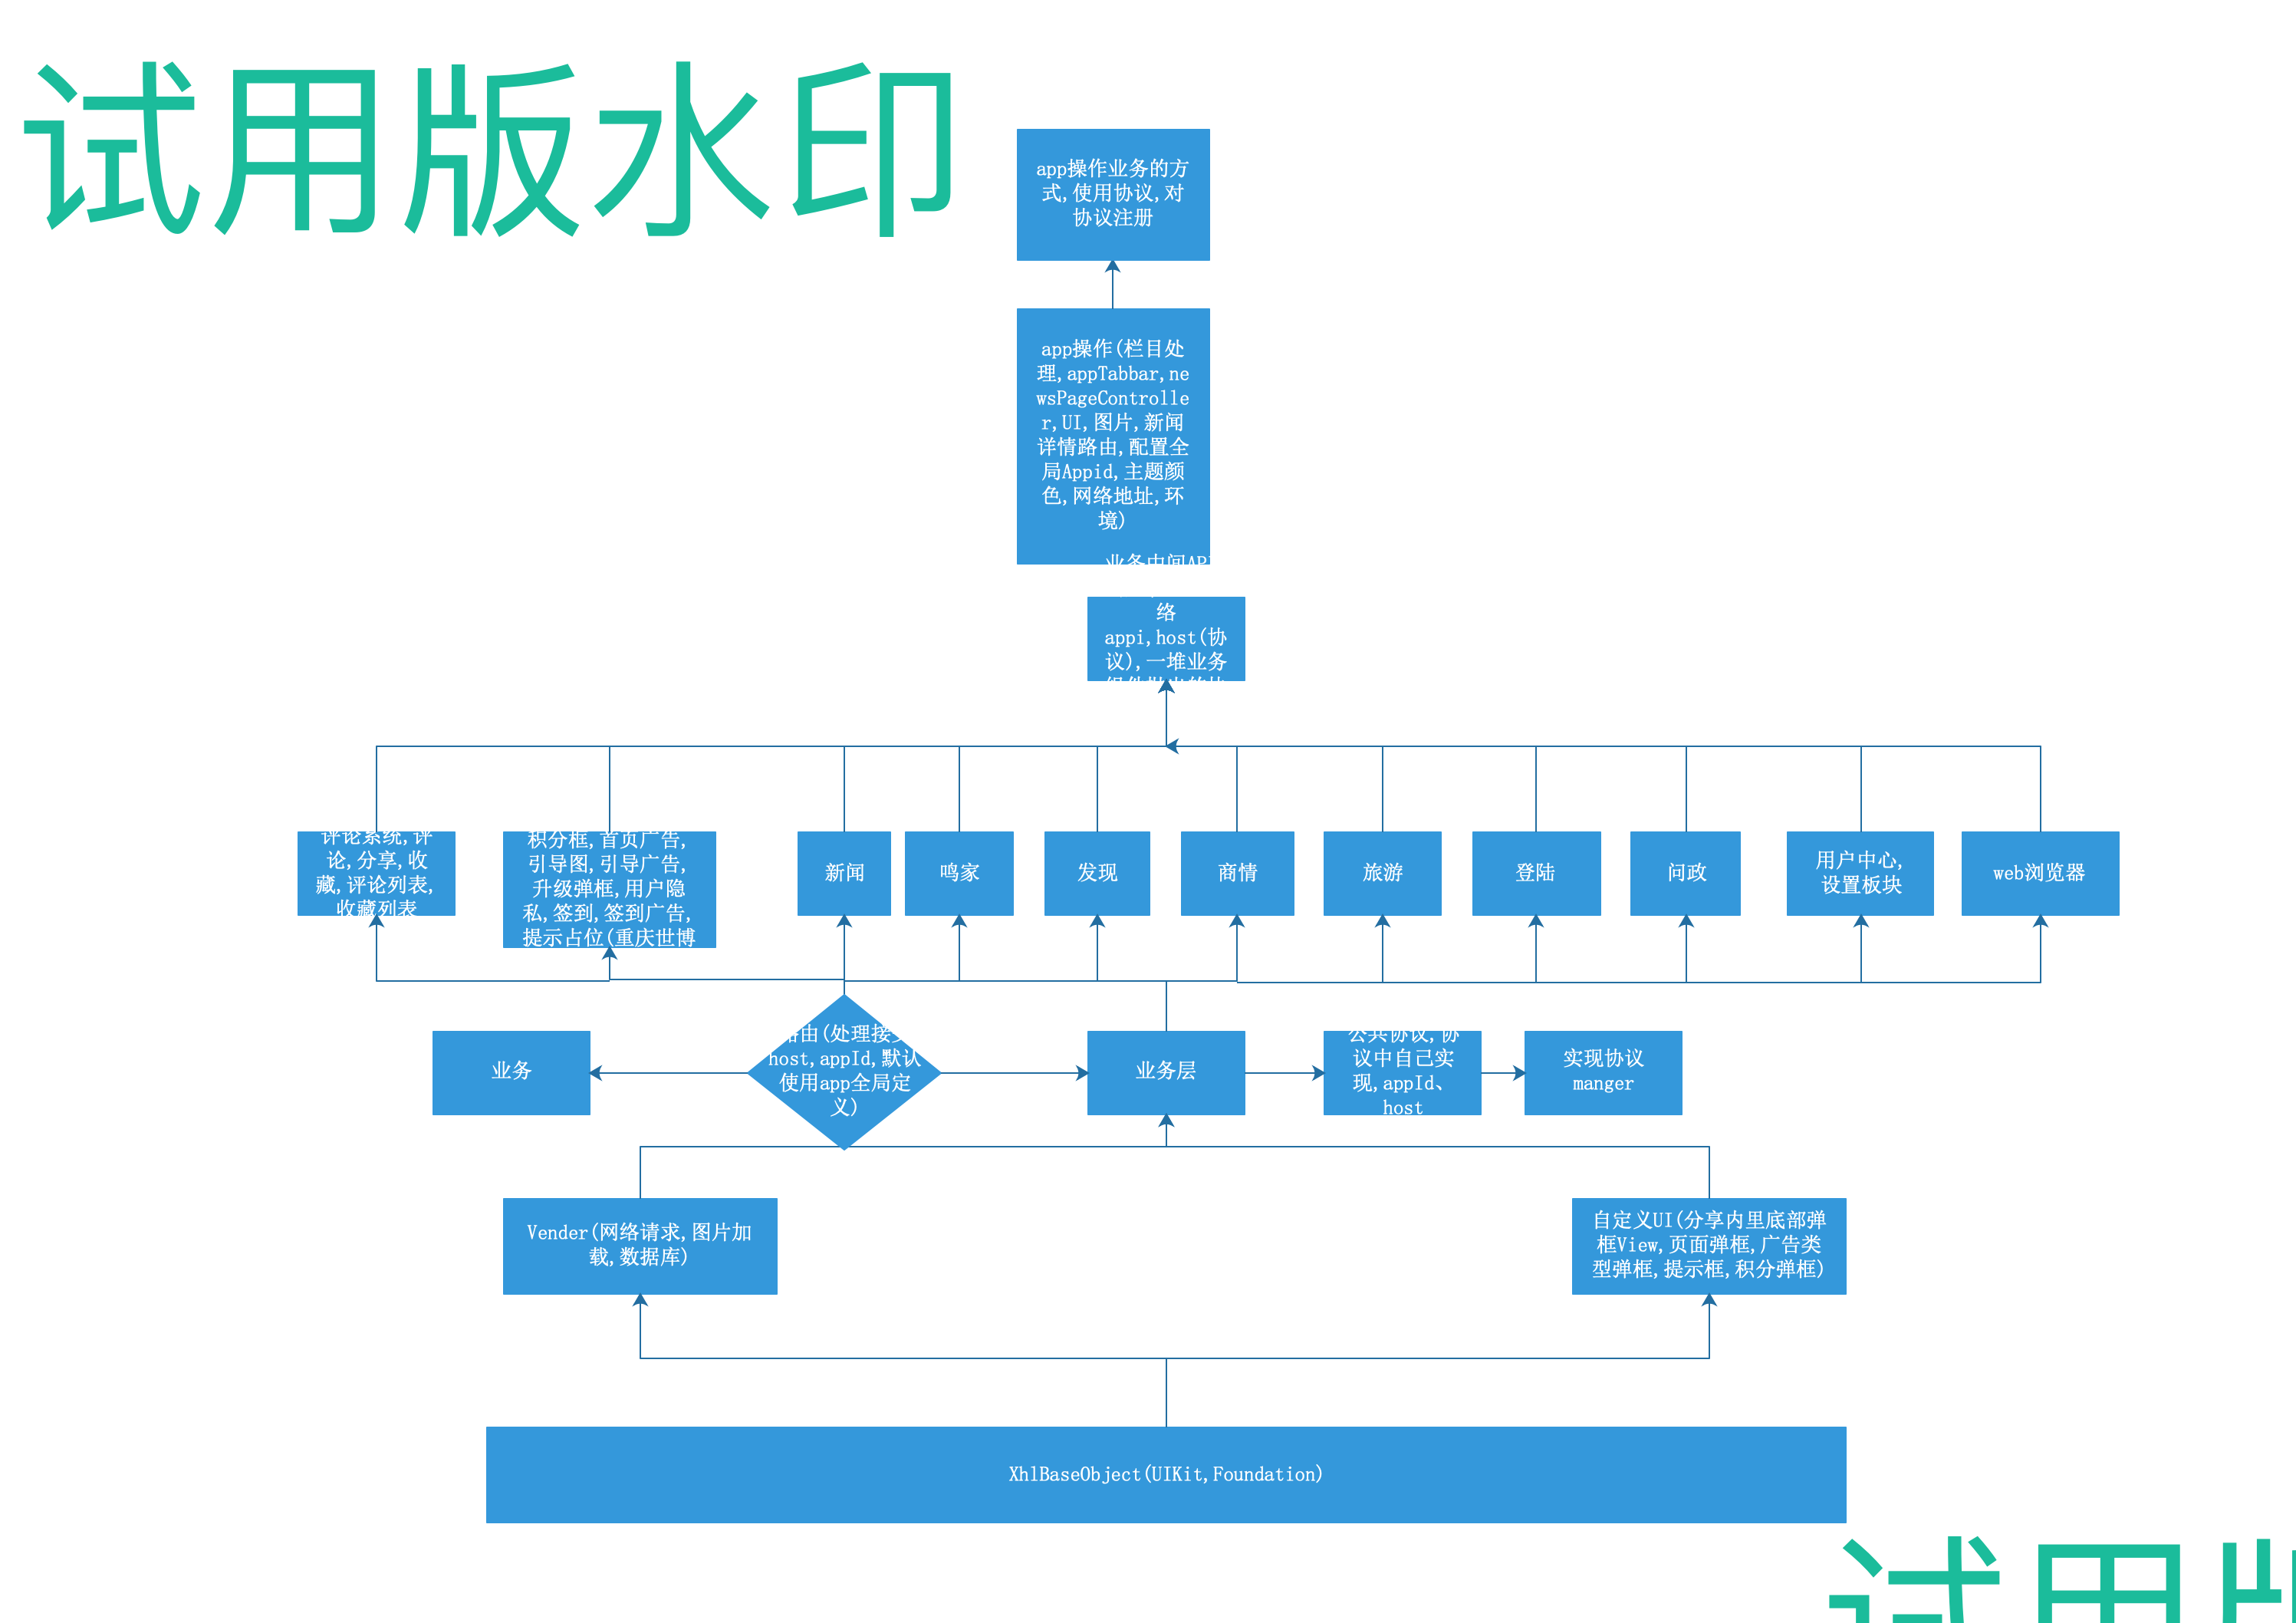 试用版水印
app操作业务的方
式,使用协议,对
协议注册
app操作(栏目处
理,appTabbar,ne
wsPageControlle
r,UI,图片,新闻
详情路由,配置全
局Appid,主题颜
色,网络地址,环
境)
业务中间AP
络
appi,host(协
议),一堆业务
评论系统,评
论,分享,收
藏,评论列表,
收藏列表
积分框,首页广告,
引导图,引导广告,
升级弹框,用户隐
私,签到,签到广告,
提示占位(重庆世博
新闻
鸣家
发现
商情
旅游
登陆
问政
用户中心,
设置板块
web浏览器
业务
路由(处理接
host,appId,默认
使用app全局定
义)
业务层
公共协议,协
议中自己实
现,appId、
host
实现协议
manger
Vender(网络请求,图片加
载,数据库)
自定义UI(分享内里底部弹
框View,页面弹框,广告类
型弹框,提示框,积分弹框)
XhlBaseObject(UIKit,Foundation)
试用版